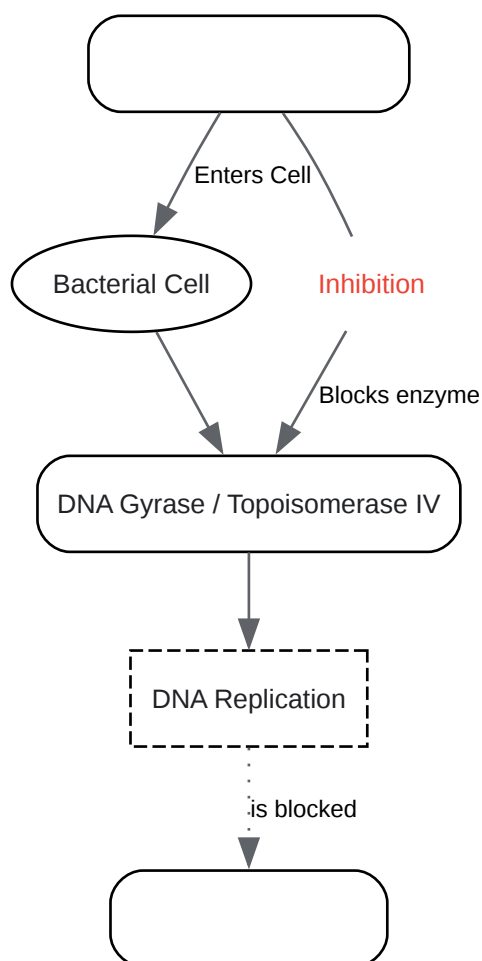 Enters Cell
Bacterial Cell
Inhibition
Blocks enzyme
DNA Gyrase / Topoisomerase IV
DNA Replication
is blocked